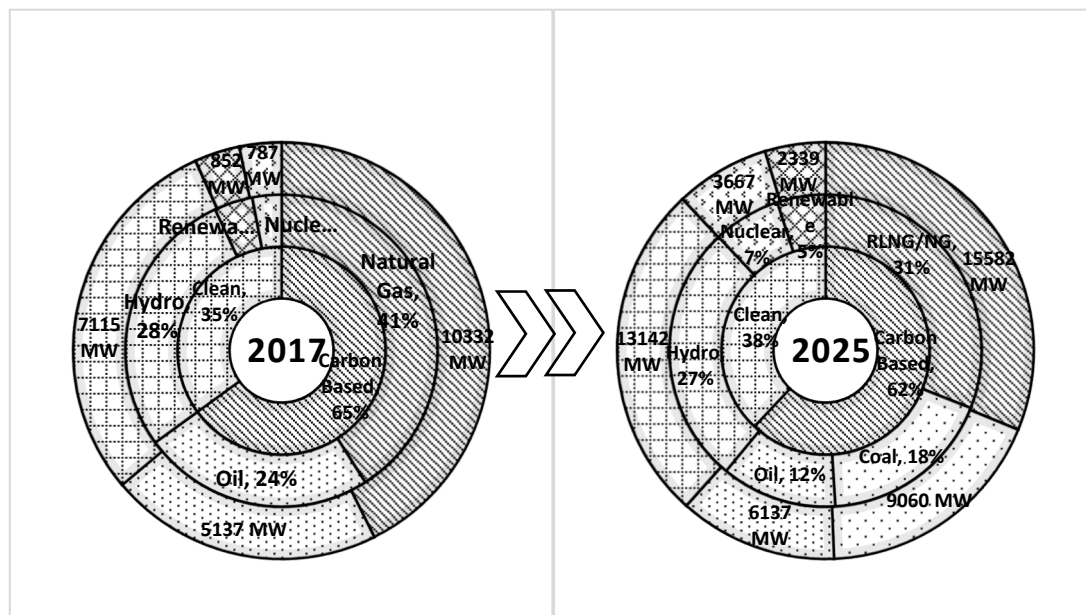 852
MW
787
MW
Renewa...
Nucle...
Natural
Gas,
41%
Clean,
35%
Hydro,
28%
7115
MW
2017
10332
MW
Carbon
Based,
65%
Oil, 24%
5137 MW
3667
MW
2339
MW
Renewabl
e
5%
Nuclear,
7%
RLNG/NG,
31%
15582
MW
Clean,
38%
13142
MW
Hydro
27%
2025
Carbon
Based,
62%
Coal, 18%
Oil, 12%
9060 MW
6137
MW